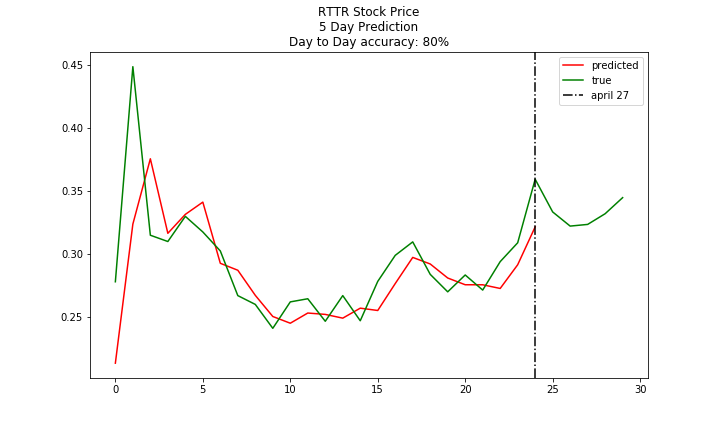 RTTR Stock Price
5 Day Prediction
Day to Day accuracy: 80%
predicted
true
april 27
0.45
0.40
0.35
0.30
0.25
0 5 10 15 20 25 30